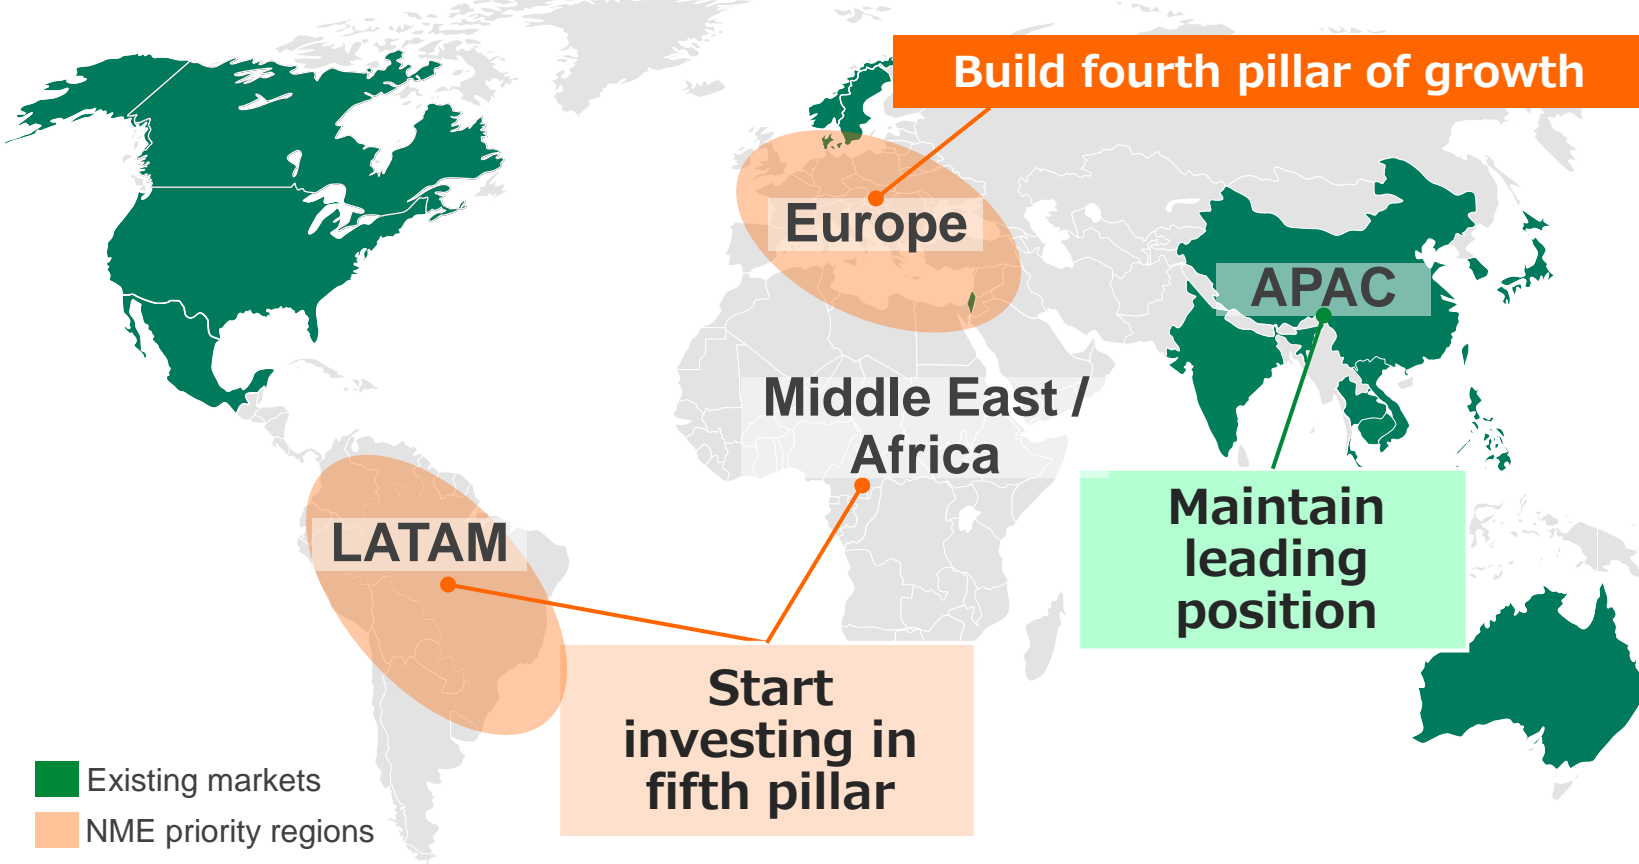 Build fourth pillar of growth
Europe
APAC
Middle East /
Africa
LATAM
Maintain
leading
position
Start
investing in
fifth pillar
Existing markets
NME priority regions